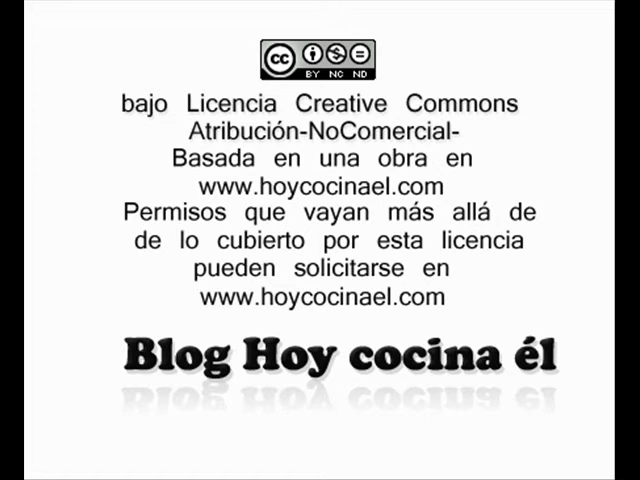 cc
BY NC ND
bajo Licencia Creative Commons
Atribución-NoComercial-
Basada en una obra en
www.hoycocinael.com
Permisos que vayan más allá de
de lo cubierto por esta licencia
pueden solicitarse en
www.hoycocinael.com
Blog Hoy cocina él